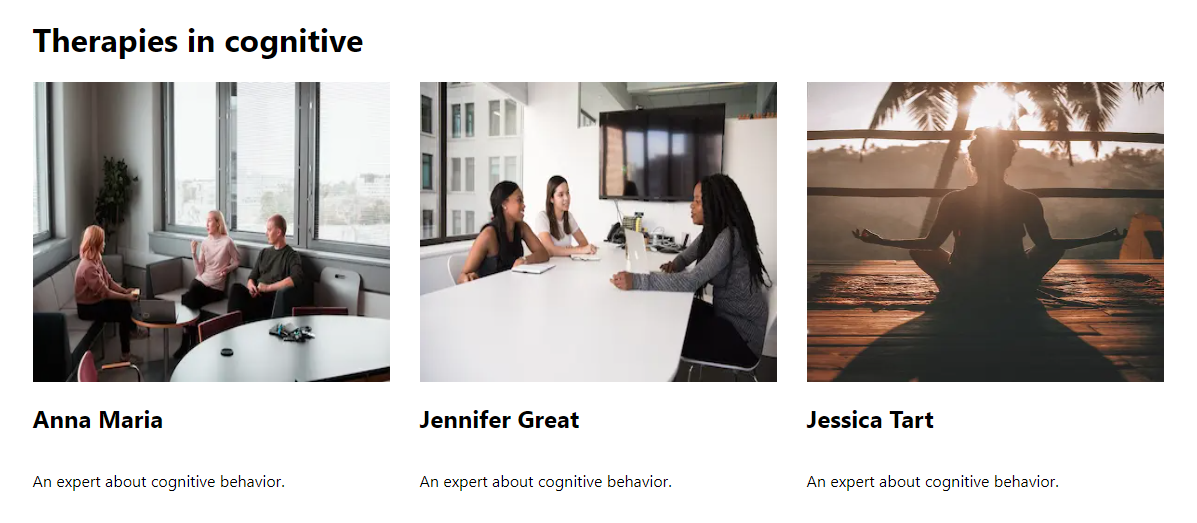 Therapies in cognitive
Anna Maria
Jennifer Great
Jessica Tart
An expert about cognitive behavior.
An expert about cognitive behavior.
An expert about cognitive behavior.